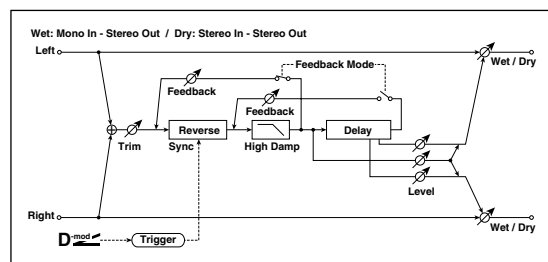 Wet: Mono In - Stereo Out / Dry: Stereo In - Stereo Out
Left
Wet / Dry
Feedback Mode
Feedback
Feedback
Trim
Reverse
Sync
High Damp
Delay
Level
Right
Wet / Dry
D-mod
Trigger